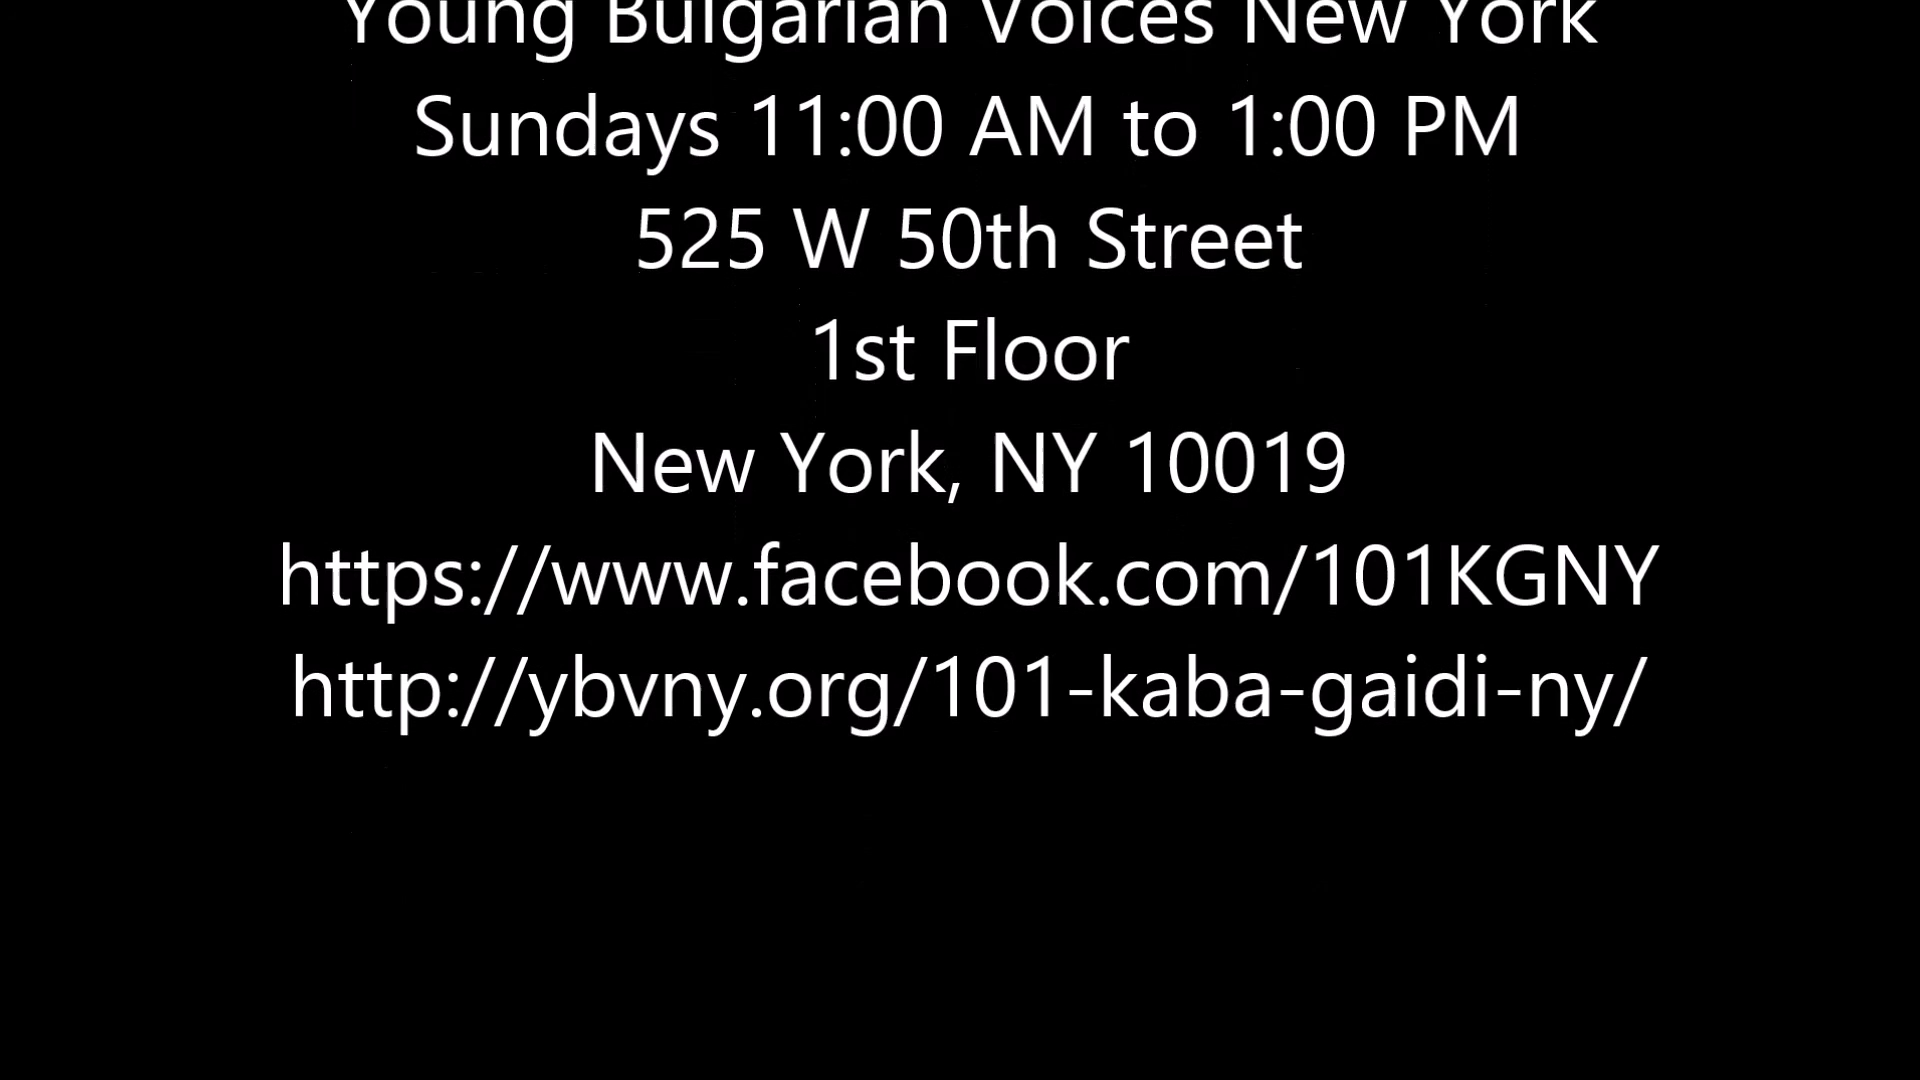 Young Bulgarian Voices New York
Sundays 11:00 AM to 1:00 PM
525 W 50th Street
1st Floor
New York, NY 10019
https://www.facebook.com/101KGNY
http://ybvny.org/101-kaba-gaidi-ny/